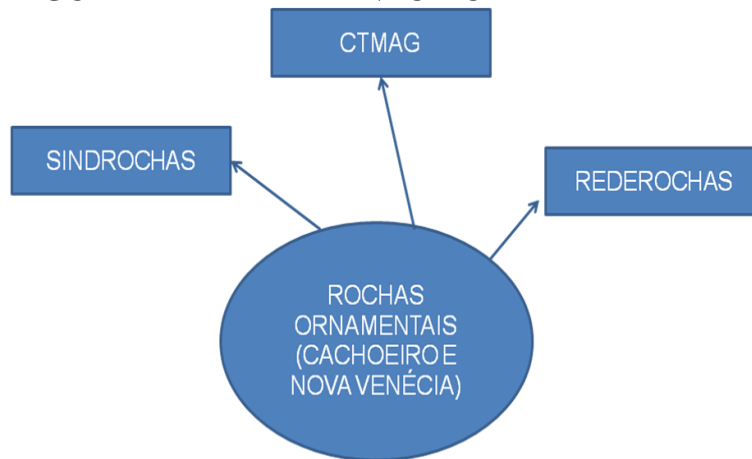 CTMAG
SINDROCHAS
REDEROCHAS
ROCHAS
ORNAMENTAIS
(CACHOEIRO E
NOVA VENÉCIA)